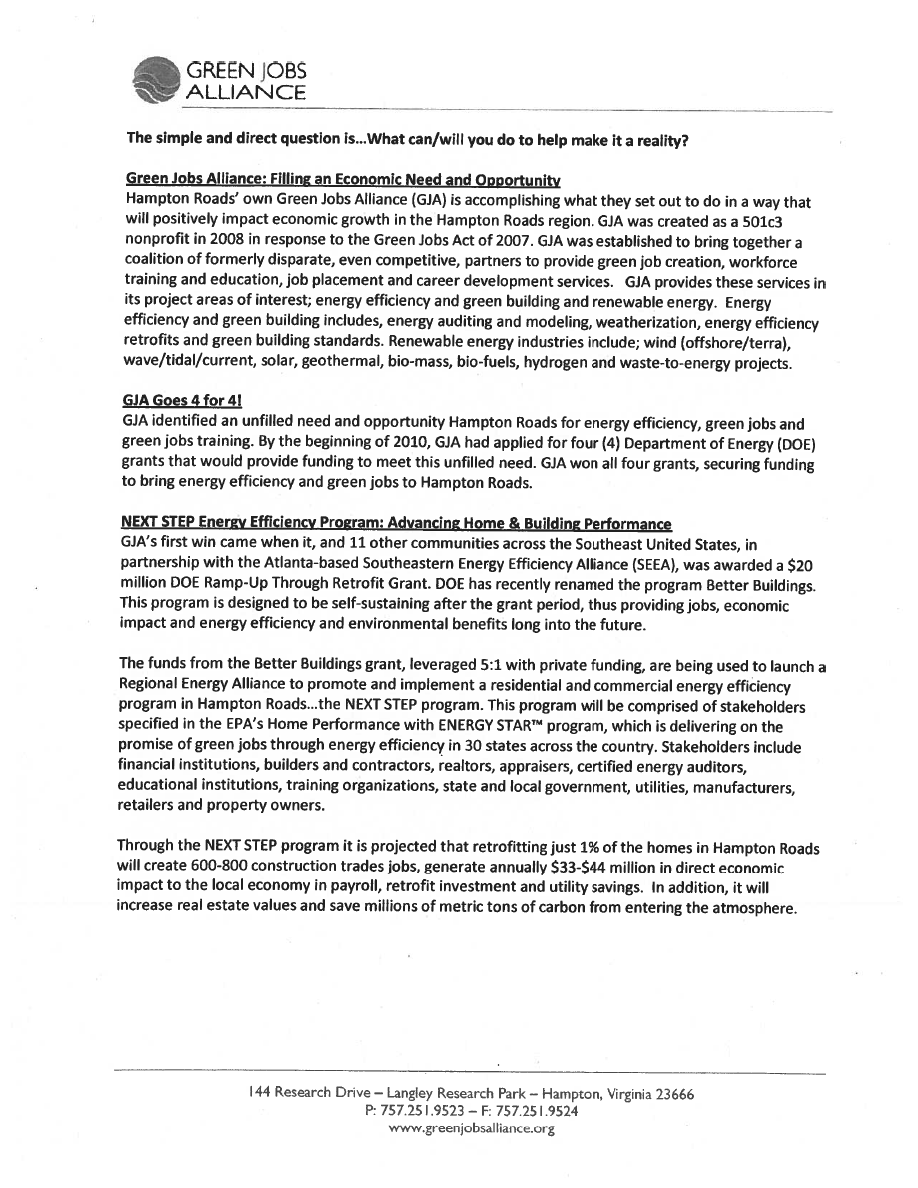 GREEN JOBS
ALLIANCE
The simple and direct question is...What can/will you do to help make it a reality?
Green Jobs Alliance: Filling an Economic Need and Opportunity
Hampton Roads' own Green Jobs Alliance (GJA) is accomplishing what they set out to do in a way that
will positively impact economic growth in the Hampton Roads region. GJA was created as a 501c3
nonprofit in 2008 in response to the Green Jobs Act of 2007. GJA was established to bring together a
coalition of formerly disparate, even competitive, partners to provide green job creation, workforce
training and education, job placement and career development services. GJA provides these services in
its project areas of interest; energy efficiency and green building and renewable energy. Energy
efficiency and green building includes, energy auditing and modeling, weatherization, energy efficiency
retrofits and green building standards. Renewable energy industries include; wind (offshore/terra),
wave/tidal/current, solar, geothermal, bio-mass, bio-fuels, hydrogen and waste-to-energy projects.
GJA Goes 4 for 4!
GJA identified an unfilled need and opportunity Hampton Roads for energy efficiency, green jobs and
green jobs training. By the beginning of 2010, GJA had applied for four (4) Department of Energy (DOE)
grants that would provide funding to meet this unfilled need. GJA won all four grants, securing funding
to bring energy efficiency and green jobs to Hampton Roads.
NEXT STEP Energy Efficiency Program: Advancing Home & Building Performance
GJA's first win came when it, and 11 other communities across the Southeast United States, in
partnership with the Atlanta-based Southeastern Energy Efficiency Alliance (SEEA), was awarded a $20
million DOE Ramp-Up Through Retrofit Grant. DOE has recently renamed the program Better Buildings.
This program is designed to be self-sustaining after the grant period, thus providing jobs, economic
impact and energy efficiency and environmental benefits long into the future.
The funds from the Better Buildings grant, leveraged 5:1 with private funding, are being used to launch a
Regional Energy Alliance to promote and implement a residential and commercial energy efficiency
program in Hampton Roads...the NEXT STEP program. This program will be comprised of stakeholders
specified in the EPA's Home Performance with ENERGY STAR™ program, which is delivering on the
promise of green jobs through energy efficiency in 30 states across the country. Stakeholders include
financial institutions, builders and contractors, realtors, appraisers, certified energy auditors,
educational institutions, training organizations, state and local government, utilities, manufacturers,
retailers and property owners.
Through the NEXT STEP program it is projected that retrofitting just 1% of the homes in Hampton Roads
will create 600-800 construction trades jobs, generate annually $33-$44 million in direct economic
impact to the local economy in payroll, retrofit investment and utility savings. In addition, it will
increase real estate values and save millions of metric tons of carbon from entering the atmosphere.
144 Research Drive – Langley Research Park – Hampton, Virginia 23666
P: 757.251.9523 – F: 757.251.9524
www.greenjobsalliance.org